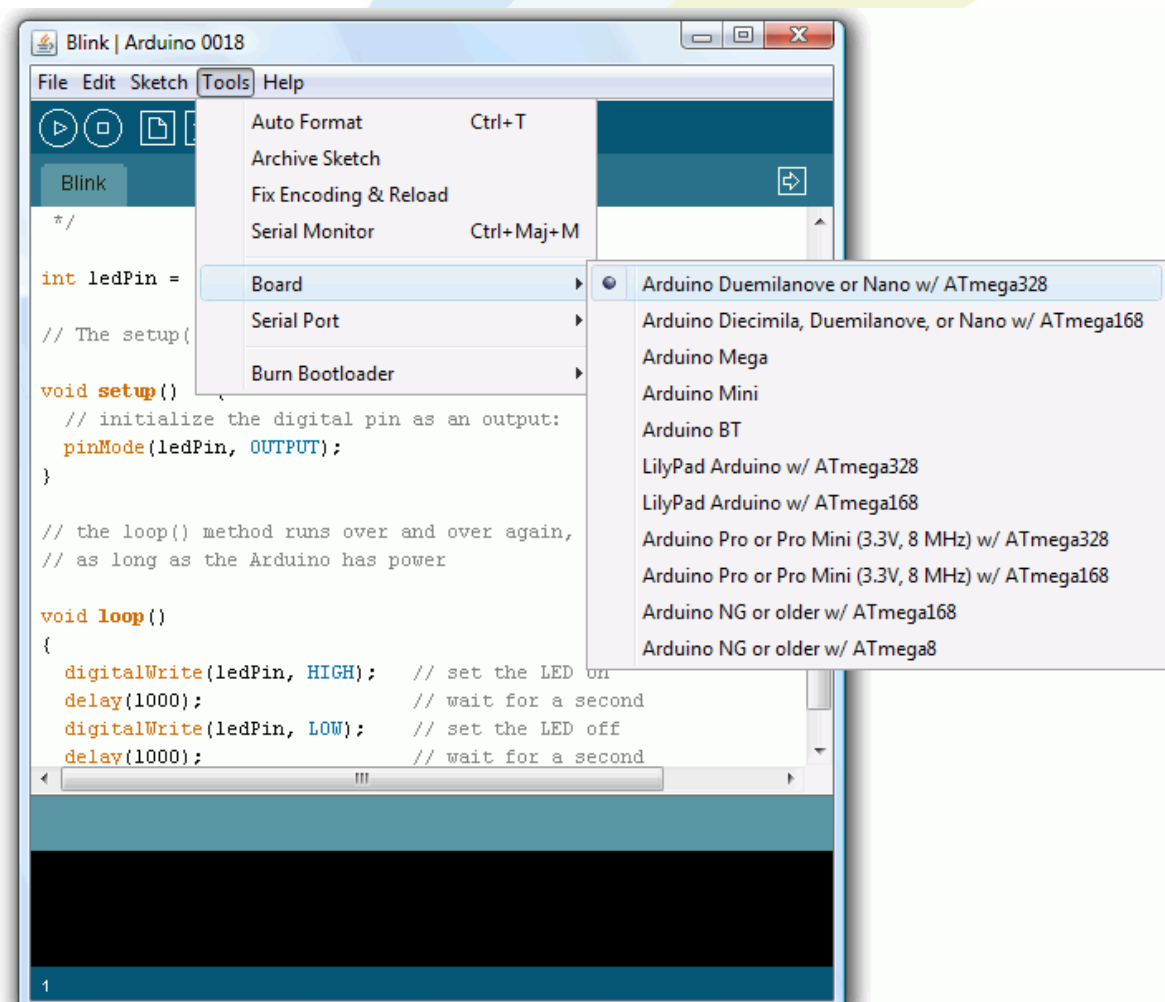 Blink | Arduino 0018
File Edit Sketch Tools Help
Auto Format Ctrl+T
Archive Sketch
Fix Encoding & Reload
Serial Monitor Ctrl+Maj+M
Board
Serial Port
Burn Bootloader
Arduino Duemilanove or Nano w/ ATmega328
Arduino Diecimila, Duemilanove, or Nano w/ ATmega168
Arduino Mega
Arduino Mini
Arduino BT
LilyPad Arduino w/ ATmega328
LilyPad Arduino w/ ATmega168
Arduino Pro or Pro Mini (3.3V, 8 MHz) w/ ATmega328
Arduino Pro or Pro Mini (3.3V, 8 MHz) w/ ATmega168
Arduino NG or older w/ ATmega168
Arduino NG or older w/ ATmega8
Blink
*/
int ledPin =
// The setup(
void setup()
// initialize the digital pin as an output:
pinMode(ledPin, OUTPUT);
}
// the loop() method runs over and over again,
// as long as the Arduino has power
void loop()
{
digitalWrite(ledPin, HIGH); // set the LED on
delay(1000); // wait for a second
digitalWrite(ledPin, LOW); // set the LED off
delay(1000); // wait for a second
1